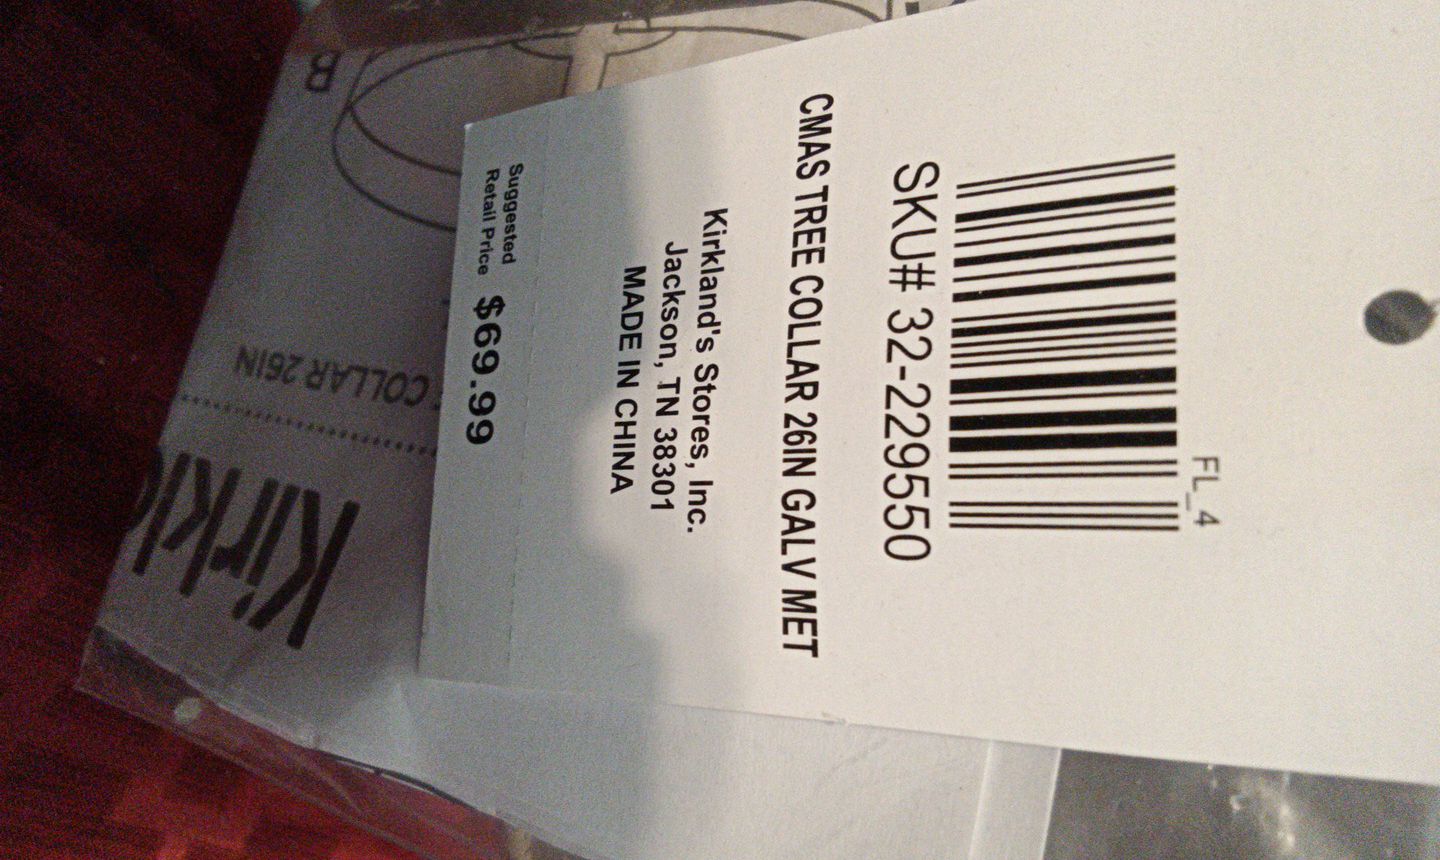 FL_4
SKU# 32-229550
CMAS TREE COLLAR 26IN GALV MET
Kirkland's Stores, Inc.
Jackson, TN 38301
MADE IN CHINA
Suggested
Retail Price $69.99
B
COLLAR 26IN